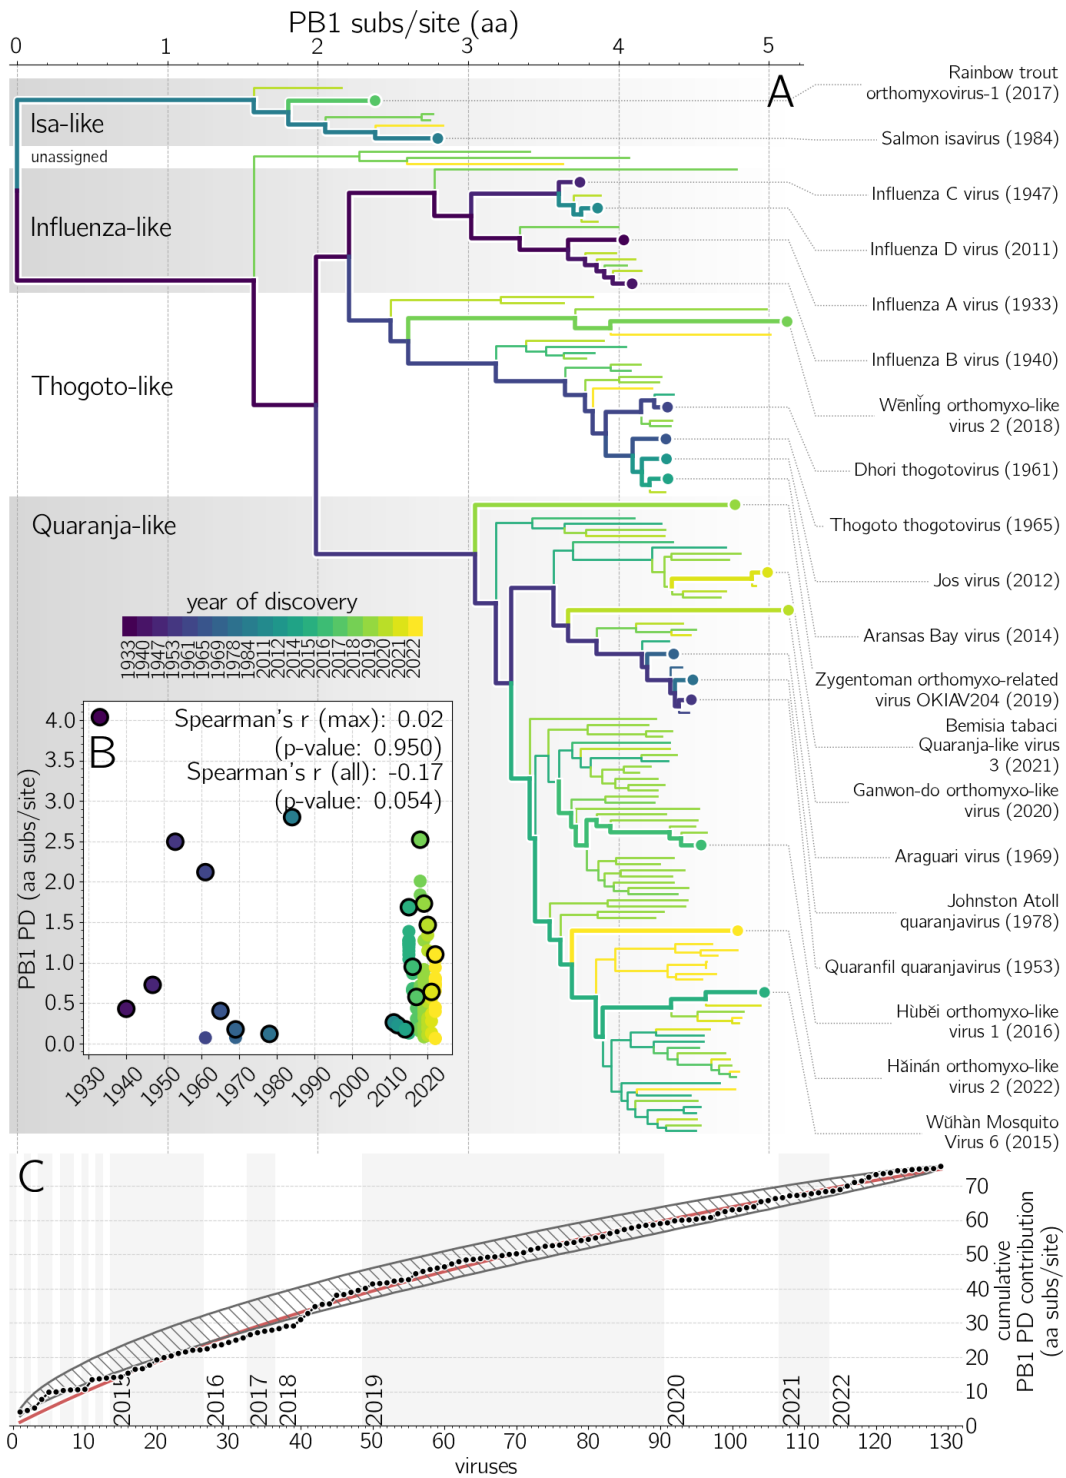 PB1 subs/site (aa)
0 1 2 3 4 5
A
Rainbow trout
orthomyxovirus-1 (2017)
Isa-like
Salmon isavirus (1984)
unassigned
Influenza C virus (1947)
Influenza-like
Influenza D virus (2011)
Influenza A virus (1933)
Influenza B virus (1940)
Thogoto-like
Wēnlǐng orthomyxo-like
virus 2 (2018)
Dhori thogotovirus (1961)
Quaranja-like
Thogoto thogotovirus (1965)
Jos virus (2012)
year of discovery
1933 1940 1947 1953 1961 1965 1969 1978 1984 2011 2012 2014 2015 2016 2017 2018 2019 2020 2021 2022
Aransas Bay virus (2014)
Zygentoman orthomyxo-related
virus OKIAV204 (2019)
Bemisia tabaci
Quaranja-like virus
3 (2021)
Ganwon-do orthomyxo-like
virus (2020)
Araguari virus (1969)
Johnston Atoll
quaranjavirus (1978)
Quaranfil quaranjavirus (1953)
Hùběi orthomyxo-like
virus 1 (2016)
Hǎinán orthomyxo-like
virus 2 (2022)
Wǔhàn Mosquito
Virus 6 (2015)
B
Spearman's r (max): 0.02
(p-value: 0.950)
Spearman's r (all): -0.17
(p-value: 0.054)
PB1 PD (aa subs/site)
4.0
3.5
3.0
2.5
2.0
1.5
1.0
0.5
0.0
1930 1940 1950 1960 1970 1980 1990 2000 2010 2020
C
70
60
50
40
30
20
10
0
cumulative
PB1 PD contribution
(aa subs/site)
2015 2016 2017 2018 2019 2020 2021 2022
0 10 20 30 40 50 60 70 80 90 100 110 120 130
viruses